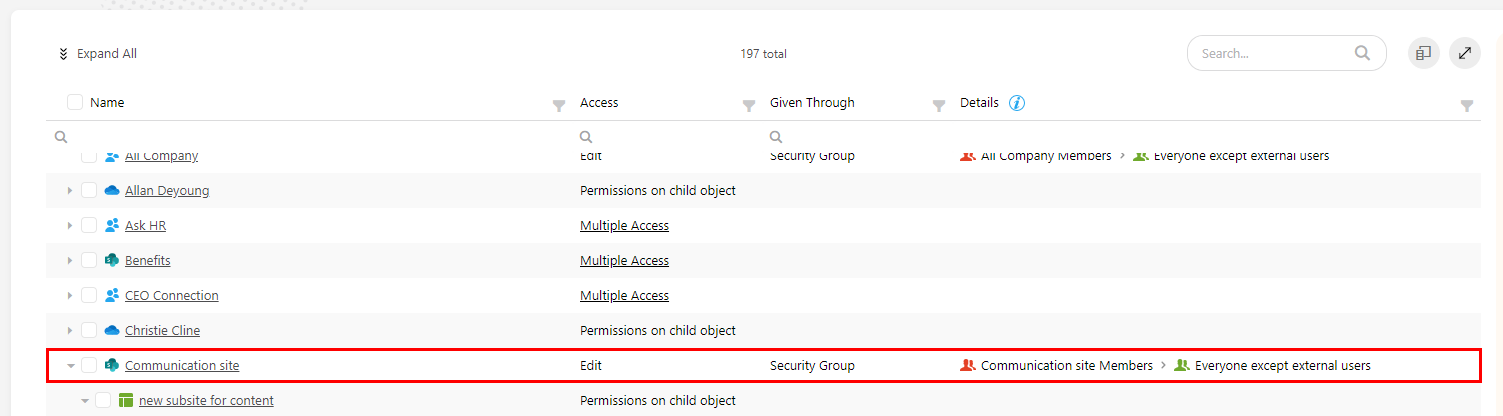 Expand All 197 total Search...
Name Access Given Through Details i
All Company Edit Security Group All Company Members > Everyone except external users
Allan Deyoung Permissions on child object
Ask HR Multiple Access
Benefits Multiple Access
CEO Connection Multiple Access
Christie Cline Permissions on child object
Communication site Edit Security Group Communication site Members > Everyone except external users
new subsite for content Permissions on child object